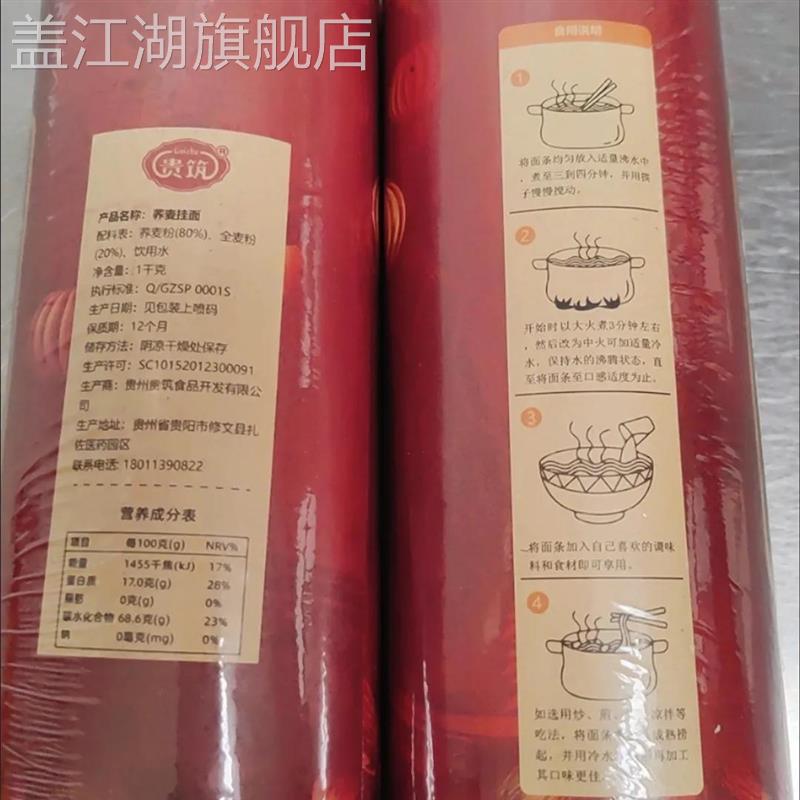 盖江湖旗舰店
Guizhu
贵筑
R
产品名称：荞麦挂面
配料表：荞麦粉(80%)、全麦粉
(20%)、饮用水
净含量：1千克
执行标准：Q/GZSP 0001S
生产日期：见包装上喷码
保质期：12个月
储存方法：阴凉干燥处保存
生产许可：SC10152012300091
生产商：贵州贵筑食品开发有限公
司
生产地址：贵州省贵阳市修文县扎
佐医药园区
联系电话: 18011390822
营养成分表
项目 每100克(g) NRV%
能量 1455千焦(kJ) 17%
蛋白质 17.0克(g) 28%
脂肪 0克(g) 0%
碳水化合物 68.6克(g) 23%
钠 0毫克(mg) 0%
食用说明
1
将面条均匀放入适量沸水中
，煮至三到四分钟，并用筷
子慢慢搅动。
2
开始时以大火煮3分钟左右
，然后改为中火可加适量冷
水，保持水的沸腾状态，直
至将面条至口感适度为止。
3
将面条加入自己喜欢的调味
料和食材即可享用。
4
如选用炒、煎、凉拌等
吃法，将面条 成熟捞
起，并用冷水 再加工
其口味更佳。